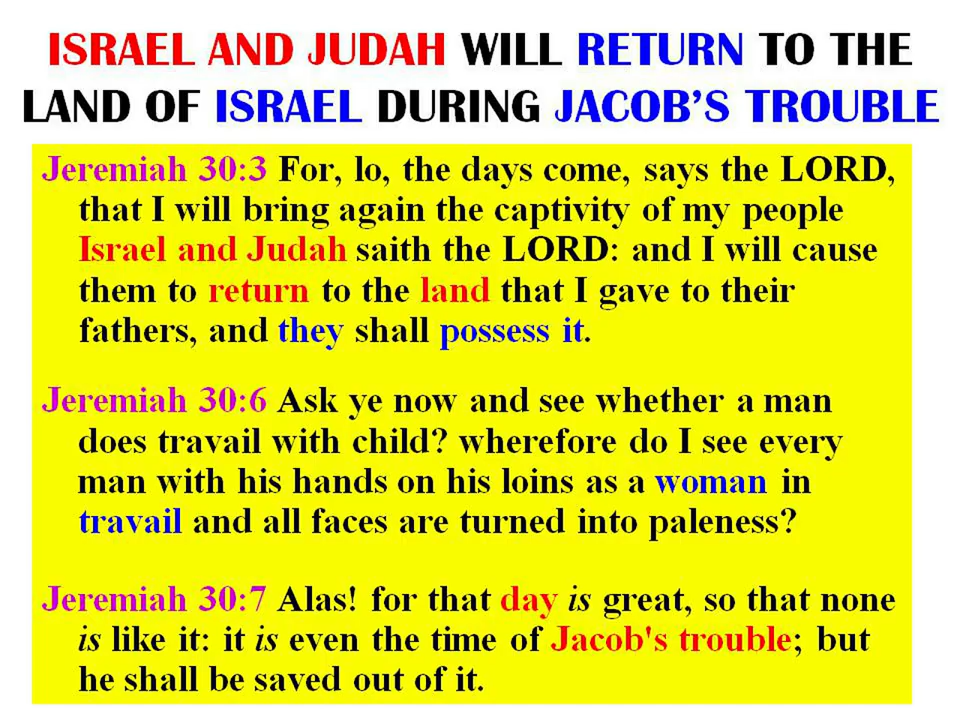 ISRAEL AND JUDAH WILL RETURN TO THE
LAND OF ISRAEL DURING JACOB’S TROUBLE
Jeremiah 30:3 For, lo, the days come, says the LORD,
that I will bring again the captivity of my people
Israel and Judah saith the LORD: and I will cause
them to return to the land that I gave to their
fathers, and they shall possess it.
Jeremiah 30:6 Ask ye now and see whether a man
does travail with child? wherefore do I see every
man with his hands on his loins as a woman in
travail and all faces are turned into paleness?
Jeremiah 30:7 Alas! for that day is great, so that none
is like it: it is even the time of Jacob's trouble; but
he shall be saved out of it.